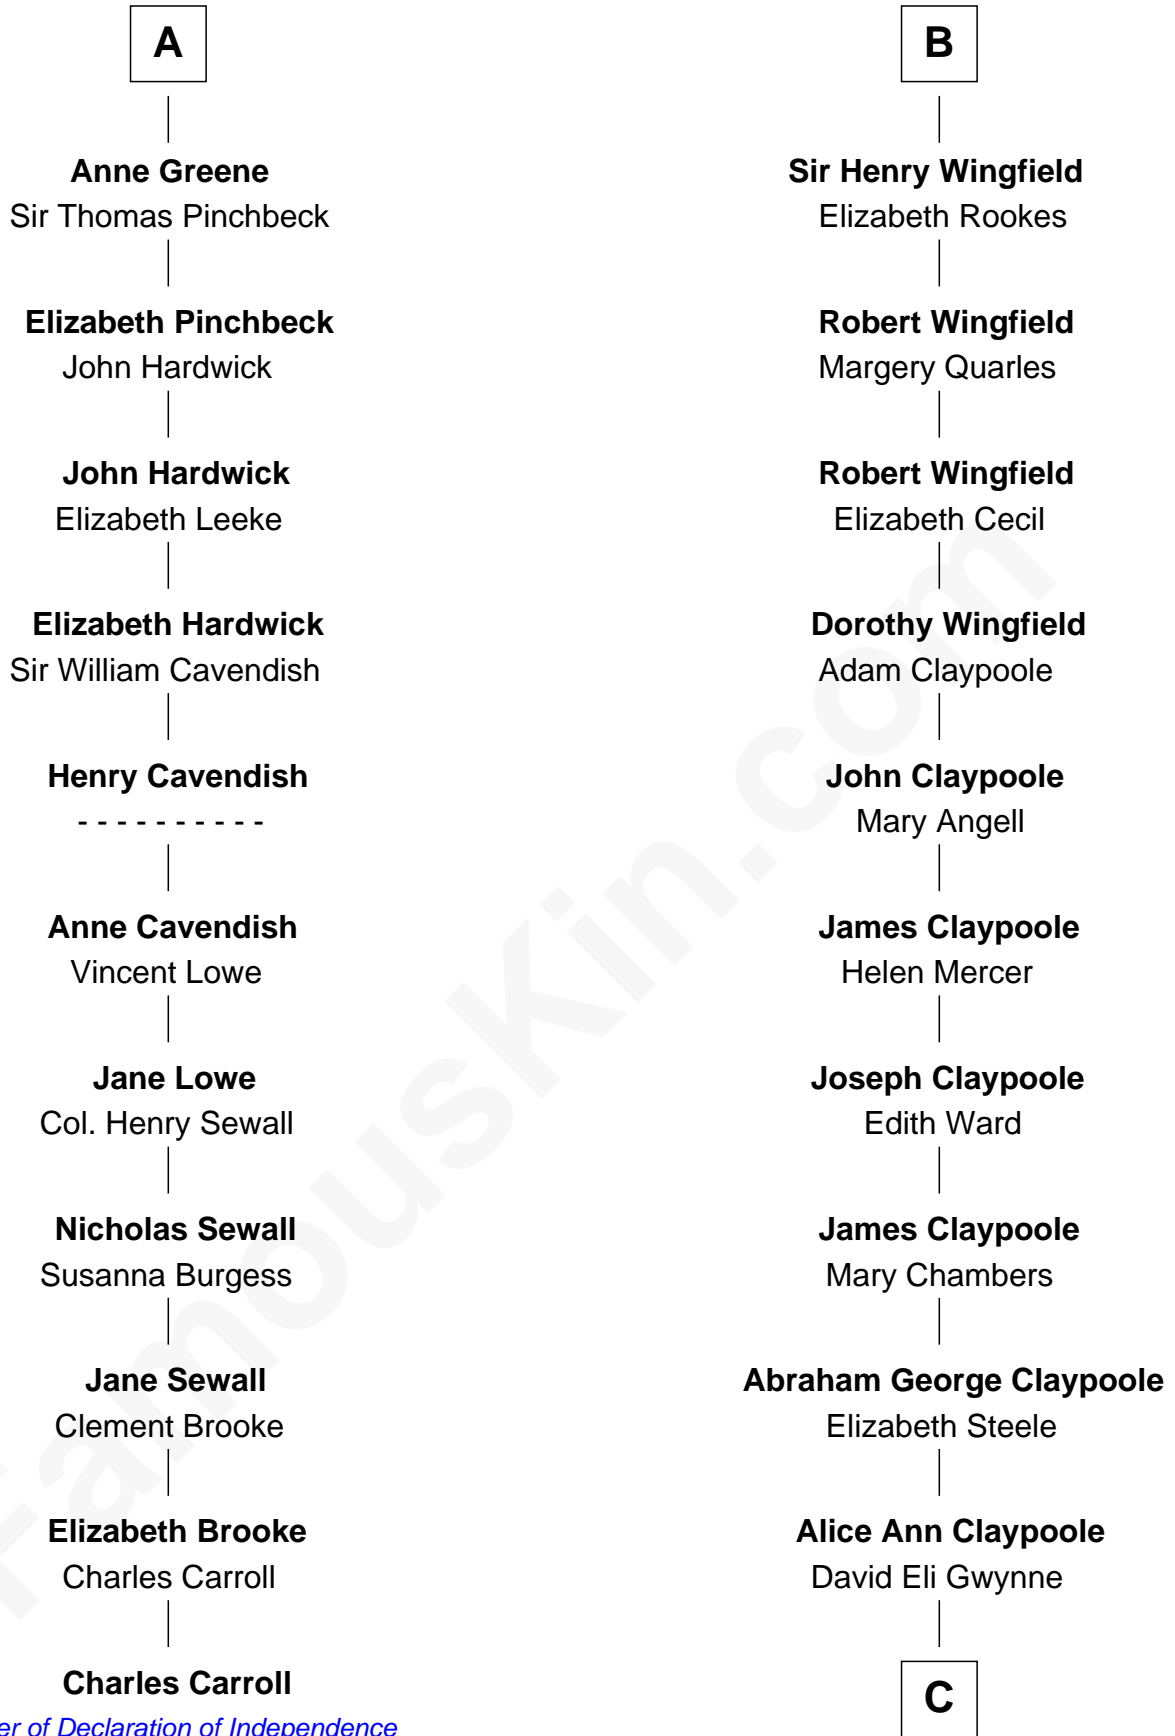 A
Anne Greene
Sir Thomas Pinchbeck
Elizabeth Pinchbeck
John Hardwick
John Hardwick
Elizabeth Leeke
Elizabeth Hardwick
Sir William Cavendish
Henry Cavendish
- - - - - - - - - -
Anne Cavendish
Vincent Lowe
Jane Lowe
Col. Henry Sewall
Nicholas Sewall
Susanna Burgess
Jane Sewall
Clement Brooke
Elizabeth Brooke
Charles Carroll
Charles Carroll
er of Declaration of Independence
B
Sir Henry Wingfield
Elizabeth Rookes
Robert Wingfield
Margery Quarles
Robert Wingfield
Elizabeth Cecil
Dorothy Wingfield
Adam Claypoole
John Claypoole
Mary Angell
James Claypoole
Helen Mercer
Joseph Claypoole
Edith Ward
James Claypoole
Mary Chambers
Abraham George Claypoole
Elizabeth Steele
Alice Ann Claypoole
David Eli Gwynne
C
FamousKin.com